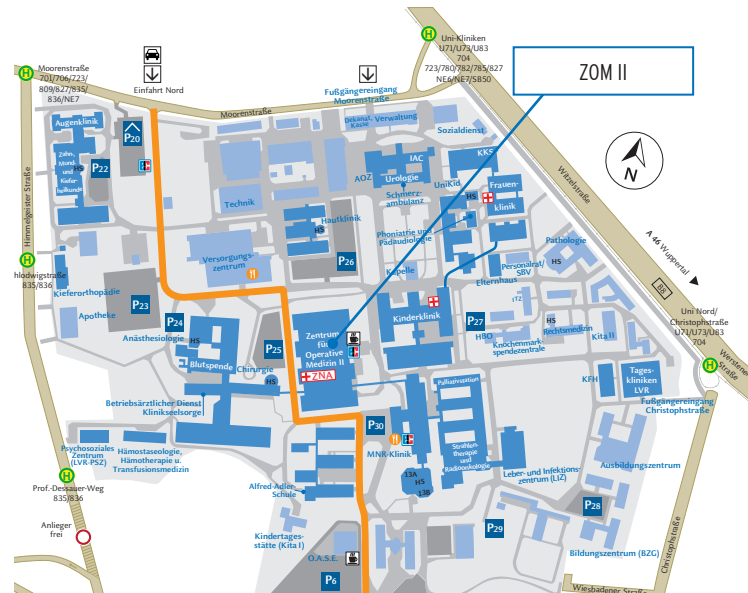 Moorenstraße
701/706/723/
809/827/835/
836/NE7
Einfahrt Nord
Moorenstraße
Fußgängereingang
Moorenstraße
Uni-Kliniken
U71/U73/U83
704
723/780/782/785/827
NE6/NE7/SB50
ZOM II
N
Witzelstraße
A 46 Wuppertal
B8
Uni Nord/
Christophstraße
U71/U73/U83
704
Werstener
Straße
Himmelgeister Straße
Augenklinik
P20
Zahn,
Mund
und
Kiefer
heilkunde
HS
P22
Dekanat,
Kasse
Verwaltung
Sozialdienst
IAC
KKE
AOZ
Urologie
Schmerz-
ambulanz
UniKid
HS
Frauen-
klinik
Technik
Hautklinik
HS
Phoniatrie und
Pädaudiologie
Pathologie
HS
Versorgungs-
zentrum
P26
Kapelle
Elternhaus
Personalrat/
SBV
ITZ
hlodwigstraße
835/836
Kieferorthopädie
Apotheke
P23
P24
Anästhesiologie
HS
Blutspende
P25
Chirurgie
HS
Zentrum
für
Operative
Medizin II
ZNA
Kinderklinik
P27
HBO
HS
Rechtsmedizin
Kita II
Knochenmark-
spendezentrale
KFH
Tages-
kliniken
LVR
Fußgängereingang
Christophstraße
Betriebsärztlicher Dienst
Klinikseelsorge
Palliativstation
P30
MNR-Klinik
Strahlen-
therapie
und
Radioonkologie
Psychosoziales
Zentrum
(LVR-PSZ)
Hämostaseologie,
Hämotherapie u.
Transfusionsmedizin
13A
HS
13B
Leber- und Infektions-
zentrum (LIZ)
Ausbildungszentrum
Alfred-Adler-
Schule
Prof.-Dessauer-Weg
835/836
P28
Anlieger
frei
Kindertages-
stätte (Kita I)
P29
O.A.S.E.
P6
Bildungszentrum (BZG)
Christophstraße
Wiesbadener Straße
H
H
H
H
H